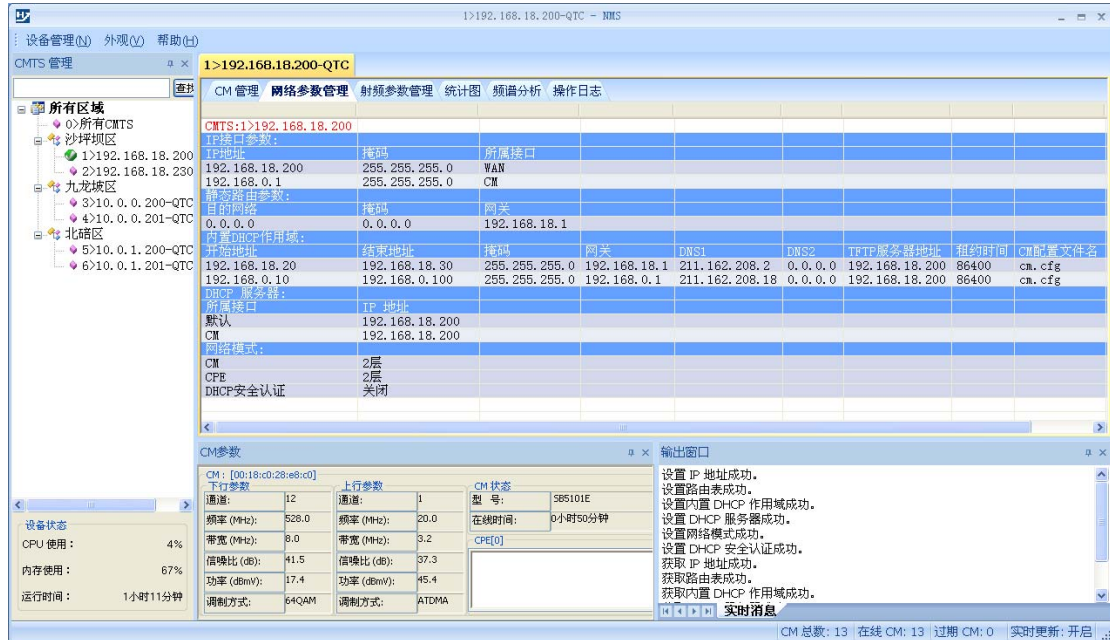 1>192.168.18.200-QTC - NMS
设备管理(N) 外观(V) 帮助(H)
CMTS 管理
查找
所有区域
0>所有CMTS
沙坪坝区
1>192.168.18.200
2>192.168.18.230
九龙坡区
3>10.0.0.200-QTC
4>10.0.0.201-QTC
北碚区
5>10.0.1.200-QTC
6>10.0.1.201-QTC
设备状态
CPU 使用： 4%
内存使用： 67%
运行时间： 1小时11分钟
1>192.168.18.200-QTC
CM 管理 网络参数管理 射频参数管理 统计图 频谱分析 操作日志
CMTS:1>192.168.18.200
IP接口参数:
IP地址 掩码 所属接口
192.168.18.200 255.255.255.0 WAN
192.168.0.1 255.255.255.0 CM
静态路由参数:
目的网络 掩码 网关
0.0.0.0 0.0.0.0 192.168.18.1
内置DHCP作用域:
开始地址 结束地址 掩码 网关 DNS1 DNS2 TFTP服务器地址 租约时间 CM配置文件名
192.168.18.20 192.168.18.30 255.255.255.0 192.168.18.1 211.162.208.2 0.0.0.0 192.168.18.200 86400 cm.cfg
192.168.0.10 192.168.0.100 255.255.255.0 192.168.0.1 211.162.208.18 0.0.0.0 192.168.18.200 86400 cm.cfg
DHCP 服务器:
所属接口 IP 地址
默认 192.168.18.200
CM 192.168.18.200
网络模式:
CM 2层
CPE 2层
DHCP安全认证 关闭
CM参数
CM: [00:18:c0:28:e8:c0]
下行参数 上行参数 CM 状态
通道: 12 通道: 1 型 号: SB5101E
频率 (MHz): 528.0 频率 (MHz): 20.0 在线时间: 0小时50分钟
带宽 (MHz): 8.0 带宽 (MHz): 3.2 CPE[0]
信噪比 (dB): 41.5 信噪比 (dB): 37.3
功率 (dBmV): 17.4 功率 (dBmV): 45.4
调制方式: 64QAM 调制方式: ATDMA
输出窗口
设置 IP 地址成功。
设置路由表成功。
设置内置 DHCP 作用域成功。
设置 DHCP 服务器成功。
设置网络模式成功。
设置 DHCP 安全认证成功。
获取 IP 地址成功。
获取路由表成功。
获取内置 DHCP 作用域成功。
实时消息
CM 总数: 13 在线 CM: 13 过期 CM: 0 实时更新: 开启